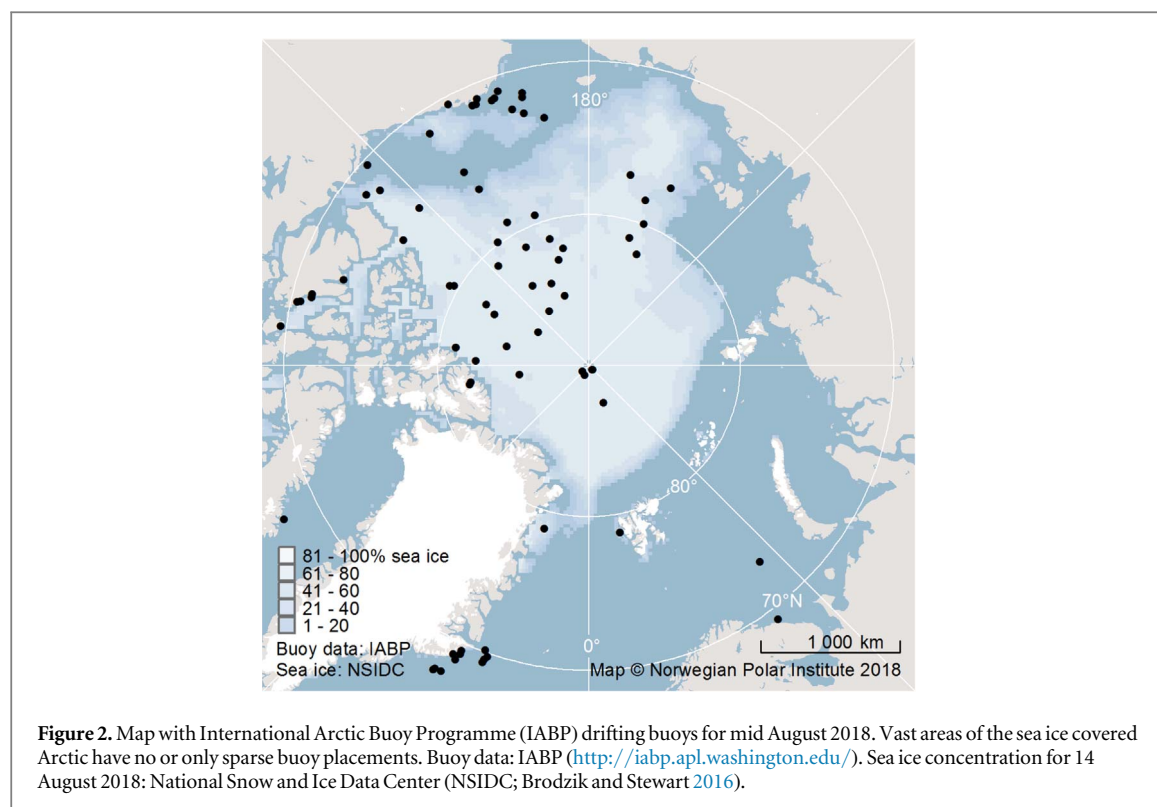 180°
80°
70°N
0°
81 - 100% sea ice
61 - 80
41 - 60
21 - 40
1 - 20
Buoy data: IABP
Sea ice: NSIDC
1 000 km
Map © Norwegian Polar Institute 2018
Figure 2. Map with International Arctic Buoy Programme (IABP) drifting buoys for mid August 2018. Vast areas of the sea ice covered
Arctic have no or only sparse buoy placements. Buoy data: IABP (http://iabp.apl.washington.edu/). Sea ice concentration for 14
August 2018: National Snow and Ice Data Center (NSIDC; Brodzik and Stewart 2016).